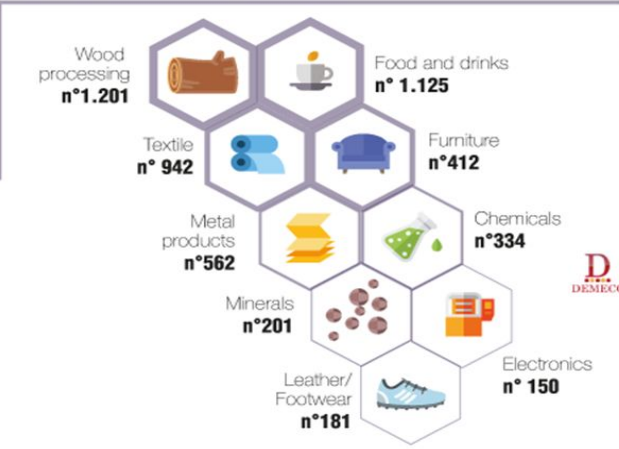 Wood
processing
n°1.201
Food and drinks
n° 1.125
Textile
n° 942
Furniture
n°412
Metal
products
n°562
Chemicals
n°334
Minerals
n°201
Electronics
n° 150
Leather/
Footwear
n°181
D